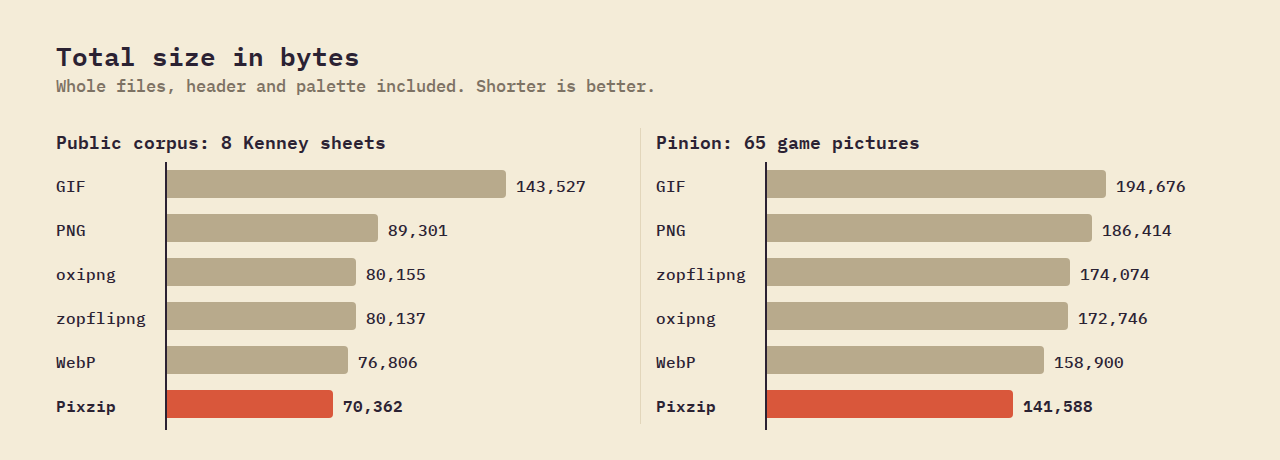 Total size in bytes
Whole files, header and palette included. Shorter is better.
Public corpus: 8 Kenney sheets
GIF 143,527
PNG 89,301
oxipng 80,155
zopflipng 80,137
WebP 76,806
Pixzip 70,362
Pinion: 65 game pictures
GIF 194,676
PNG 186,414
zopflipng 174,074
oxipng 172,746
WebP 158,900
Pixzip 141,588